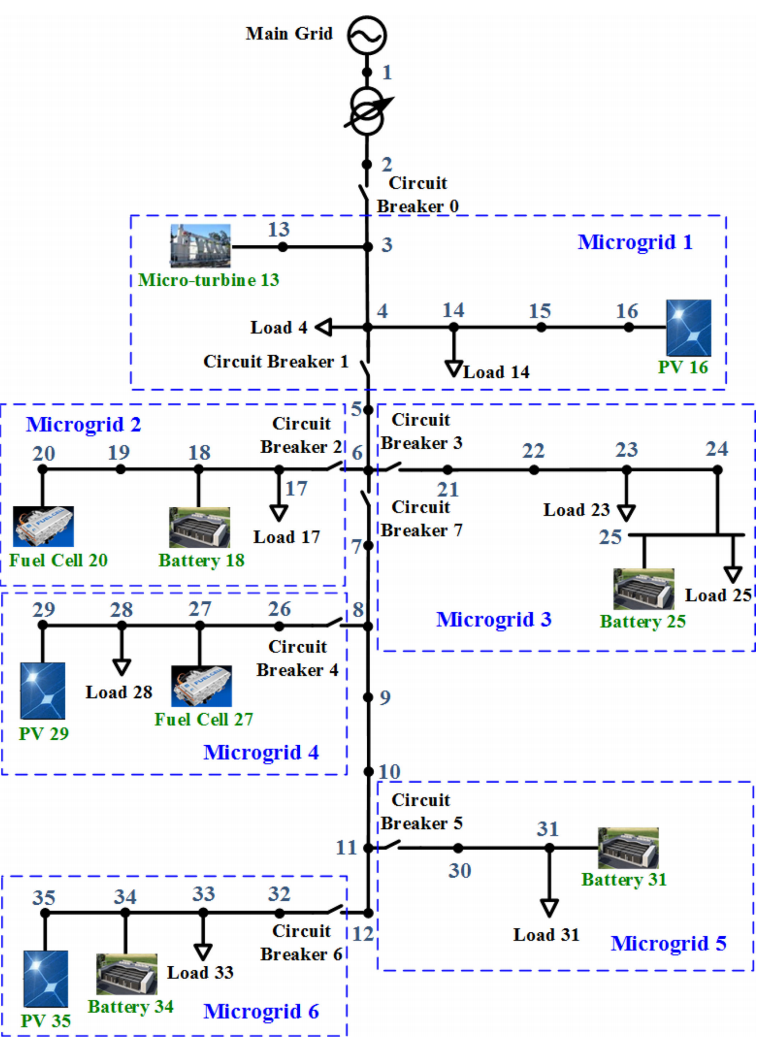 Main Grid
1
2
Circuit
Breaker 0
13
3
Microgrid 1
Micro-turbine 13
4
14
15
16
Load 4
Load 14
PV 16
Circuit Breaker 1
5
Microgrid 2
Circuit
Breaker 2
Circuit
Breaker 3
20
19
18
6
22
23
24
17
21
Load 17
Circuit
Breaker 7
Load 23
25
7
Fuel Cell 20
Battery 18
Load 25
Battery 25
Microgrid 3
29
28
27
26
8
Circuit
Breaker 4
Load 28
Fuel Cell 27
PV 29
9
Microgrid 4
10
Circuit
Breaker 5
11
31
30
Battery 31
35
34
33
32
12
Circuit
Breaker 6
Load 31
Microgrid 5
Load 33
Battery 34
PV 35
Microgrid 6